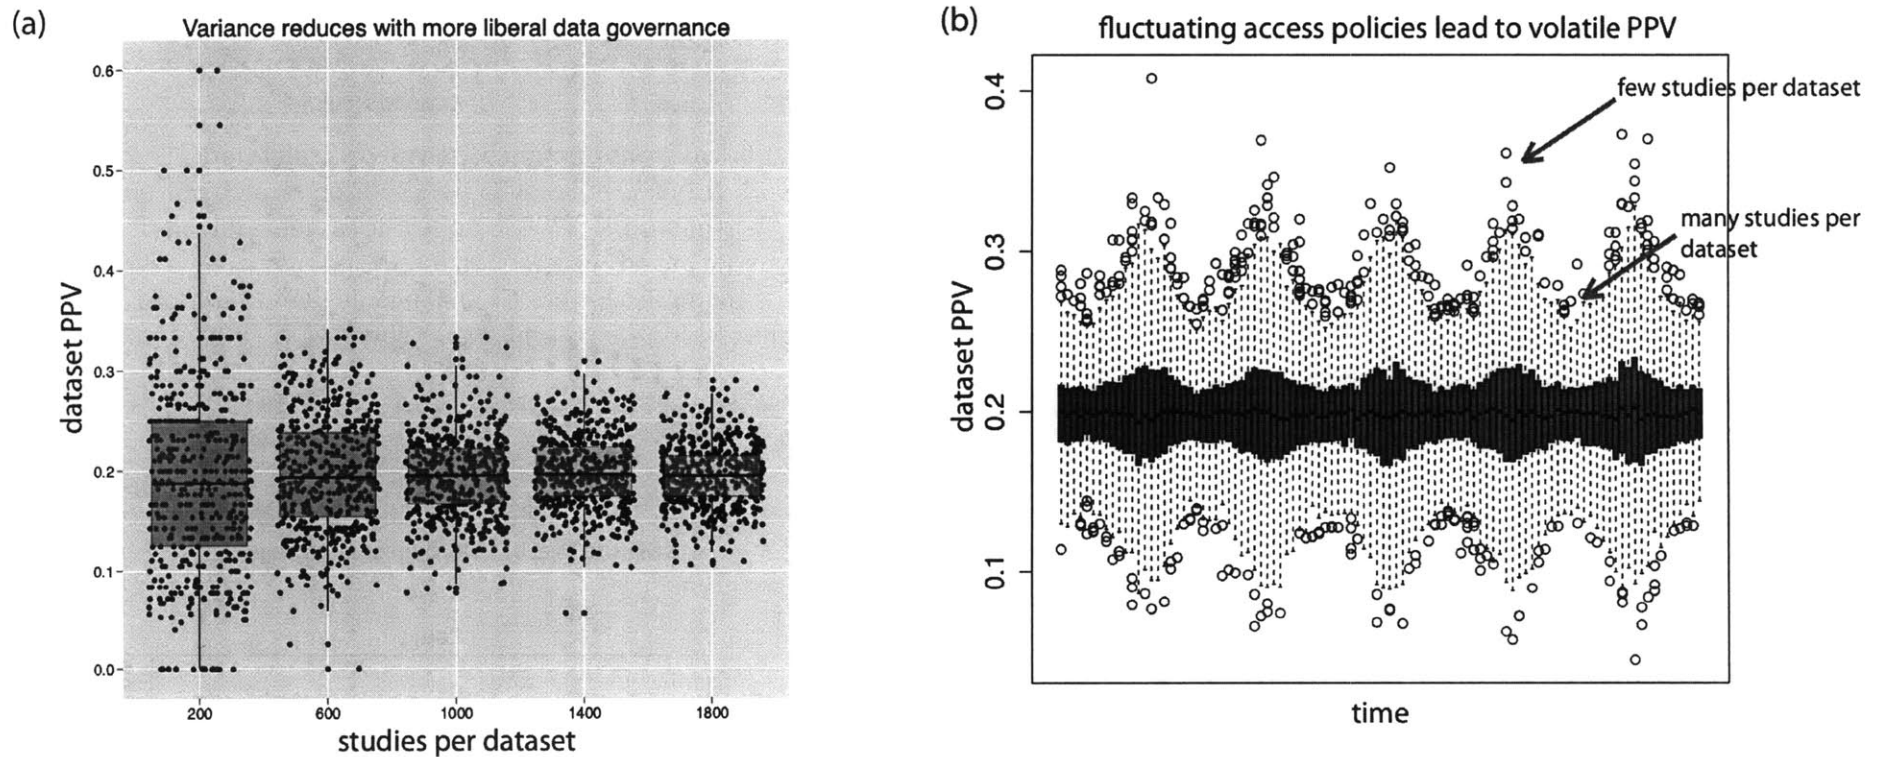 (a)
Variance reduces with more liberal data governance
0.6
0.5
0.4
0.3
0.2
0.1
0.0
dataset PPV
200 600 1000 1400 1800
studies per dataset
(b)
fluctuating access policies lead to volatile PPV
few studies per dataset
many studies per
dataset
0.4
0.3
0.2
0.1
dataset PPV
time